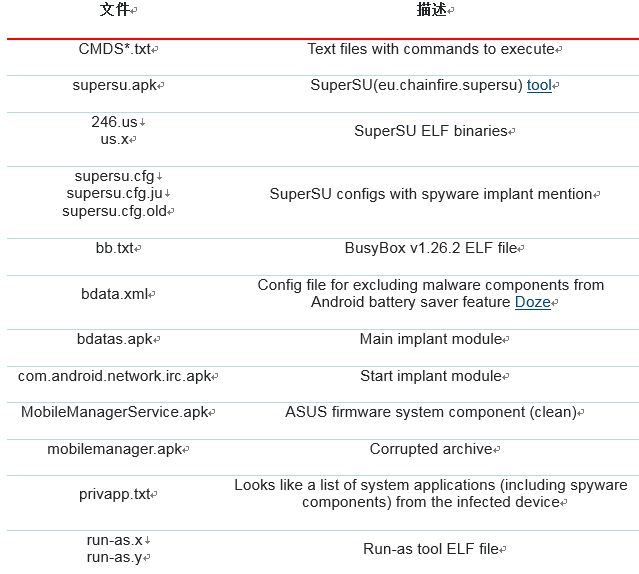 文件 描述
CMDS*.txt Text files with commands to execute
supersu.apk SuperSU(eu.chainfire.supersu) tool
246.us
us.x
SuperSU ELF binaries
supersu.cfg
supersu.cfg.ju
supersu.cfg.old
SuperSU configs with spyware implant mention
bb.txt BusyBox v1.26.2 ELF file
bdata.xml
Config file for excluding malware components from
Android battery saver feature Doze
bdatas.apk Main implant module
com.android.network.irc.apk Start implant module
MobileManagerService.apk ASUS firmware system component (clean)
mobilemanager.apk Corrupted archive
privapp.txt
Looks like a list of system applications (including spyware
components) from the infected device
run-as.x
run-as.y
Run-as tool ELF file